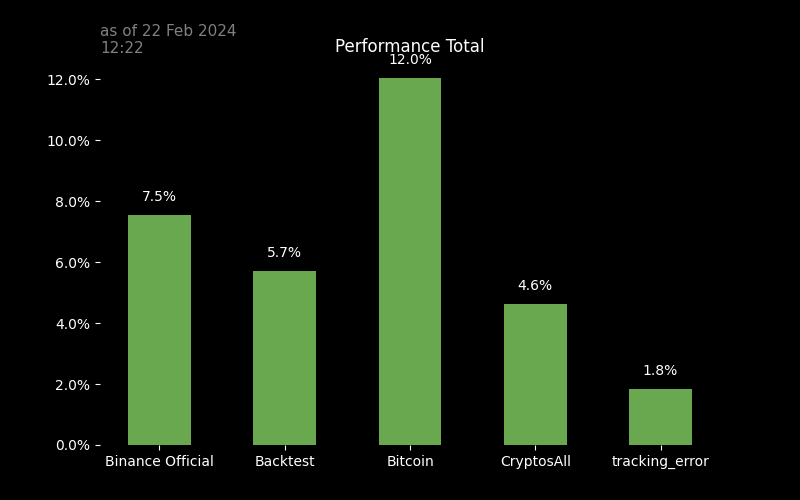 as of 22 Feb 2024
12:22
Performance Total
12.0%
12.0%
10.0%
8.0%
6.0%
4.0%
2.0%
0.0%
7.5%
5.7%
4.6%
1.8%
Binance Official
Backtest
Bitcoin
CryptosAll
tracking_error